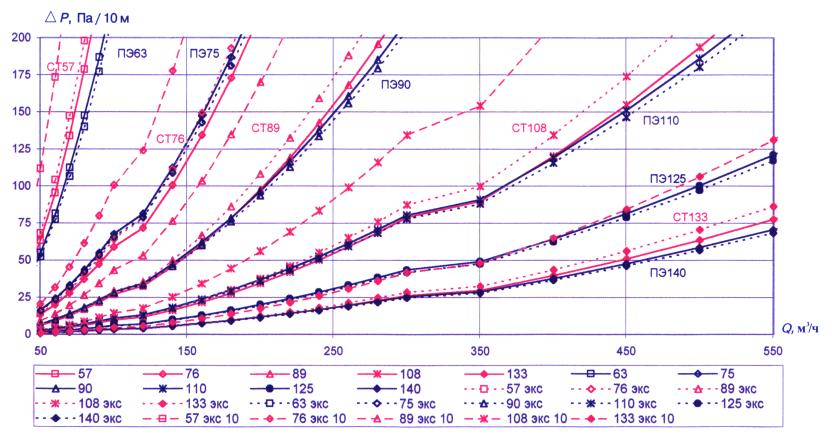 △ P, Па / 10 м
200
175
150
125
100
75
50
25
0
50
150
250
350
450
550
Q, м³/ч
СТ57
ПЭ63
ПЭ75
СТ76
СТ89
ПЭ90
СТ108
ПЭ110
ПЭ125
СТ133
ПЭ140
57 76 89 108 133 63 75
90 110 125 140 57 экс 76 экс 89 экс
108 экс 133 экс 63 экс 75 экс 90 экс 110 экс 125 экс
140 экс 57 экс 10 76 экс 10 89 экс 10 108 экс 10 133 экс 10